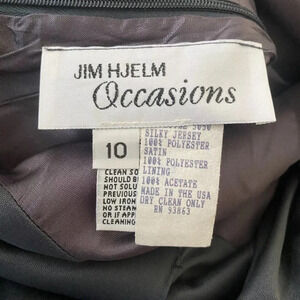 JIM HJELM
Occasions
10
SILKY JERSEY
100% POLYESTER
SATIN
100% POLYESTER
LINING
100% ACETATE
MADE IN THE USA
DRY CLEAN ONLY
RN 93863
CLEAN SO
SHOULD B
HOT SOLU
PREVIOUS
LOW IRON
NO STEAM
OR IF APP
CLEANING